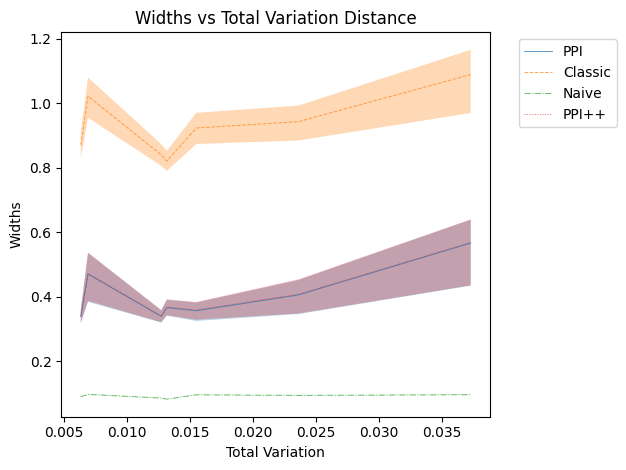 Widths vs Total Variation Distance
PPI
Classic
Naive
PPI++
1.2
1.0
0.8
0.6
0.4
0.2
Widths
0.005
0.010
0.015
0.020
0.025
0.030
0.035
Total Variation